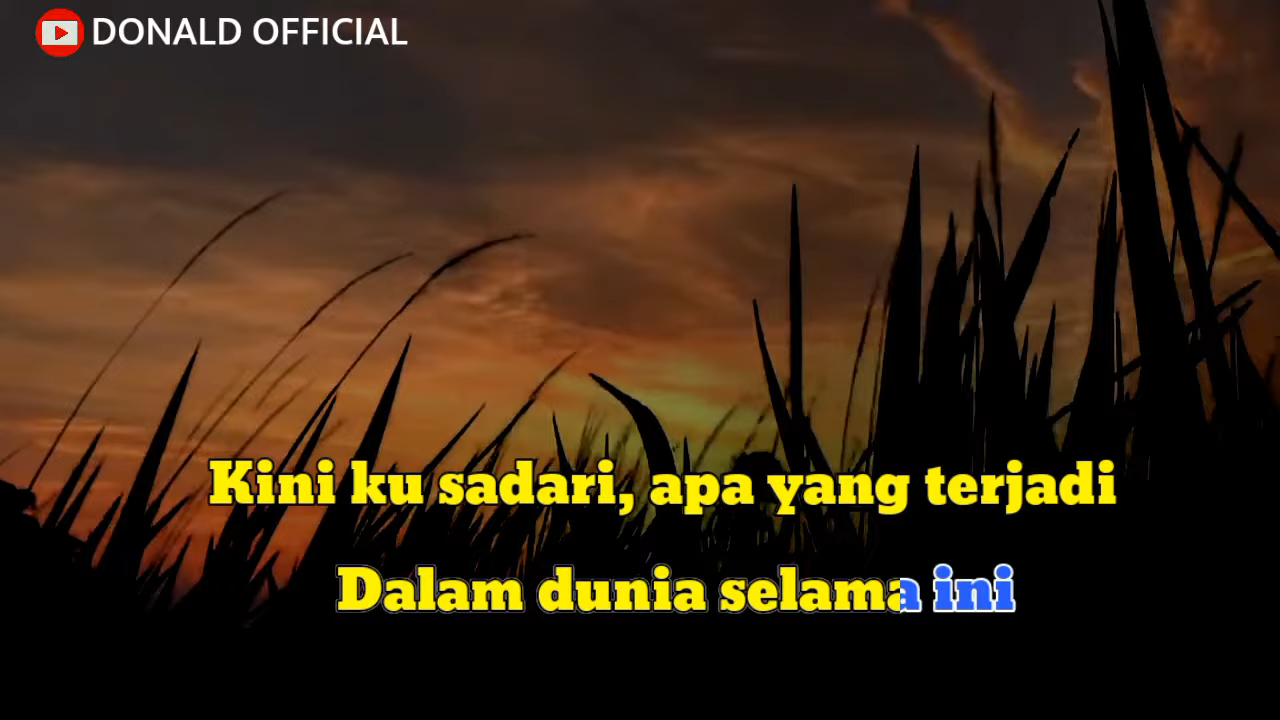 DONALD OFFICIAL
Kini ku sadari, apa yang terjadi
Dalam dunia selama ini